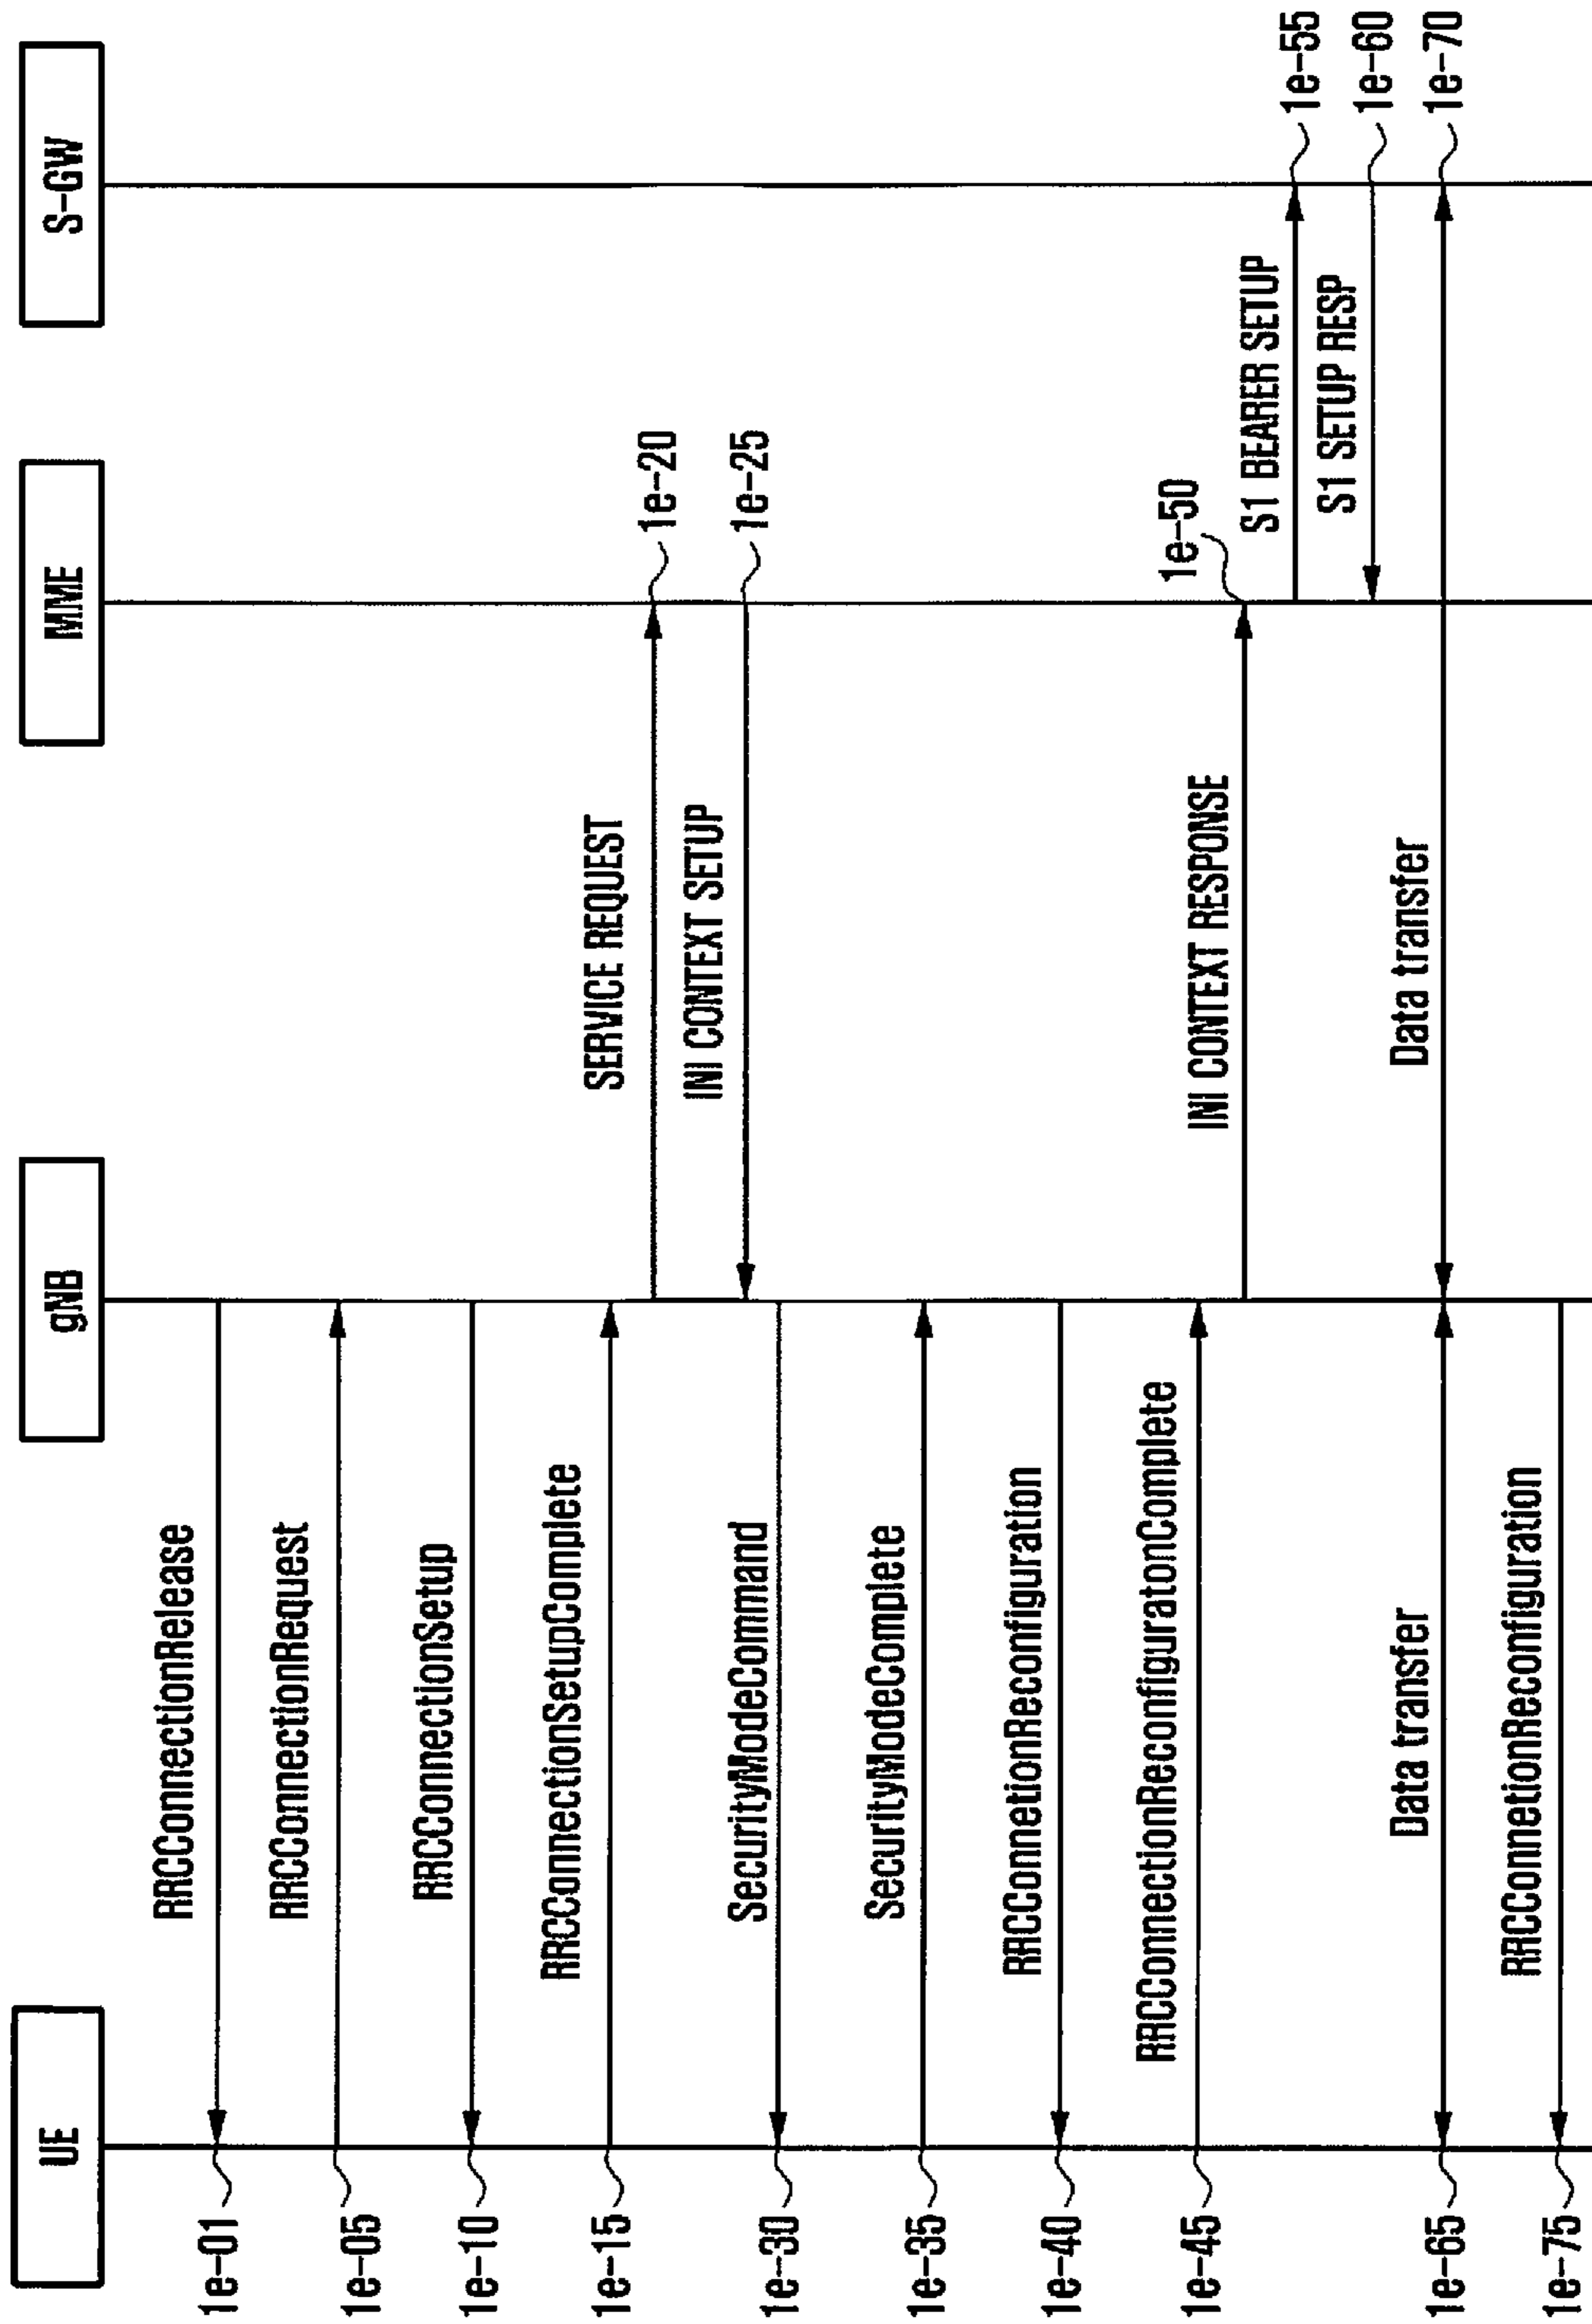 UE
gNB
MME
S-GW
RRCConnectionRelease
1e-01
RRCConnectionRequest
1e-05
RRCConnectionSetup
1e-10
RRCConnectionSetupComplete
1e-15
SERVICE REQUEST
1e-20
INI CONTEXT SETUP
1e-25
SecurityModeCommand
1e-30
SecurityModeComplete
1e-35
RRCConnetionReconfiguration
1e-40
RRCConnectionReconfiguratonComplete
1e-45
INI CONTEXT RESPONSE
1e-50
S1 BEARER SETUP
1e-55
S1 SETUP RESP
1e-60
Data transfer
1e-65
Data transfer
1e-70
RRCConnetionReconfiguration
1e-75